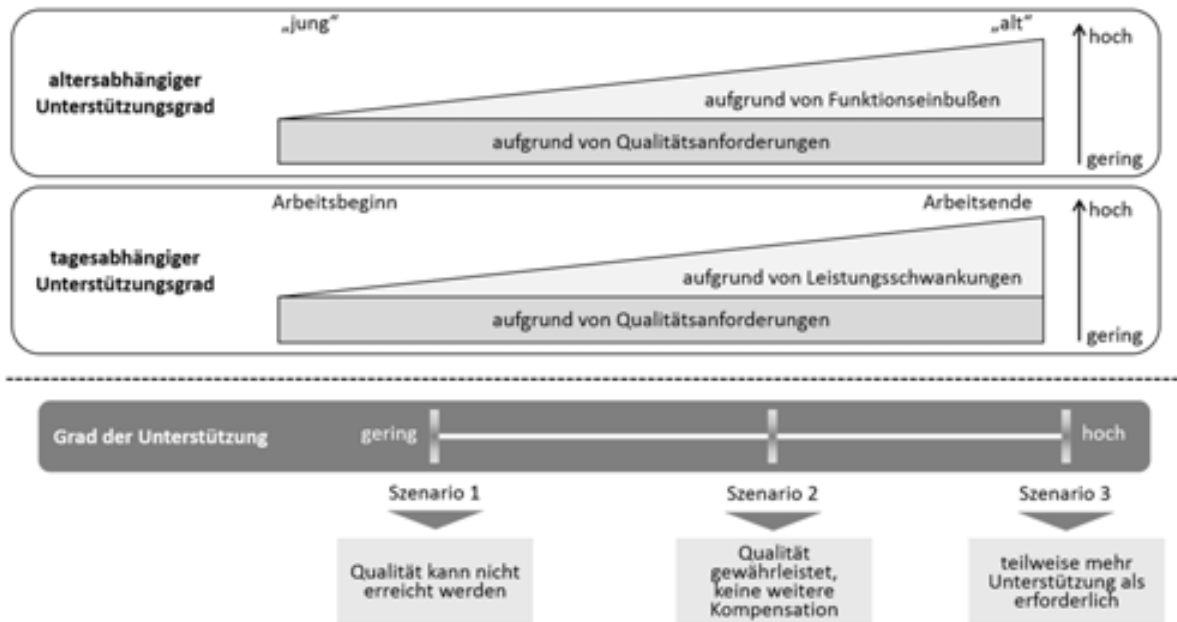 „jung“ „alt“
hoch
altersabhängiger
Unterstützungsgrad
aufgrund von Funktionseinbußen
aufgrund von Qualitätsanforderungen
gering
Arbeitsbeginn Arbeitsende
hoch
tagesabhängiger
Unterstützungsgrad
aufgrund von Leistungsschwankungen
aufgrund von Qualitätsanforderungen
gering
Grad der Unterstützung gering hoch
Szenario 1 Szenario 2 Szenario 3
Qualität kann nicht
erreicht werden
Qualität
gewährleistet,
keine weitere
Kompensation
teilweise mehr
Unterstützung als
erforderlich